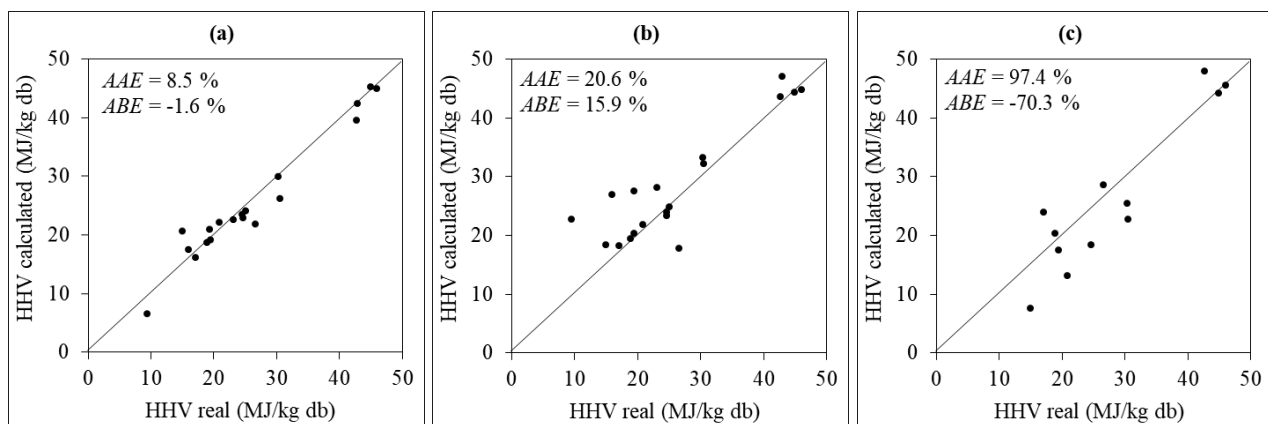 (a)
AAE = 8.5 %
ABE = -1.6 %
HHV calculated (MJ/kg db)
50
40
30
20
10
0
0 10 20 30 40 50
HHV real (MJ/kg db)
(b)
AAE = 20.6 %
ABE = 15.9 %
HHV calculated (MJ/kg db)
50
40
30
20
10
0
0 10 20 30 40 50
HHV real (MJ/kg db)
(c)
AAE = 97.4 %
ABE = -70.3 %
HHV calculated (MJ/kg db)
50
40
30
20
10
0
0 10 20 30 40 50
HHV real (MJ/kg db)